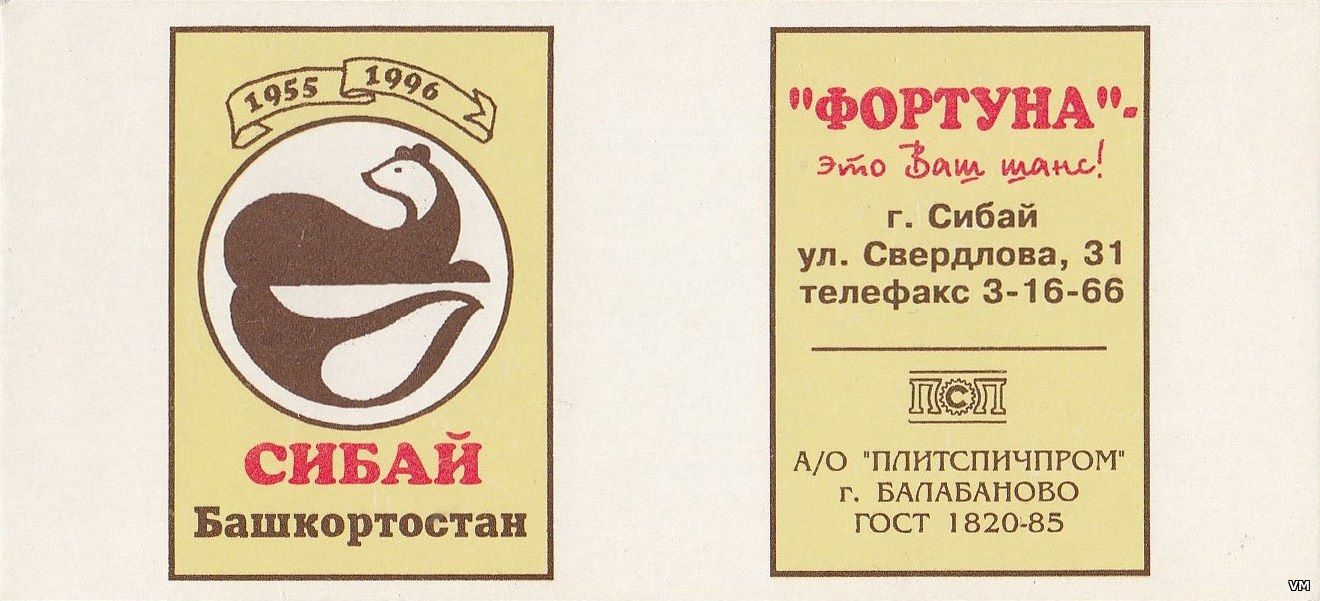 1955 1996
СИБАЙ
Башкортостан
"ФОРТУНА"-
это Ваш шанс!
г. Сибай
ул. Свердлова, 31
телефакс 3-16-66
ПСП
А/О "ПЛИТСПИЧПРОМ"
г. БАЛАБАНОВО
ГОСТ 1820-85
VM